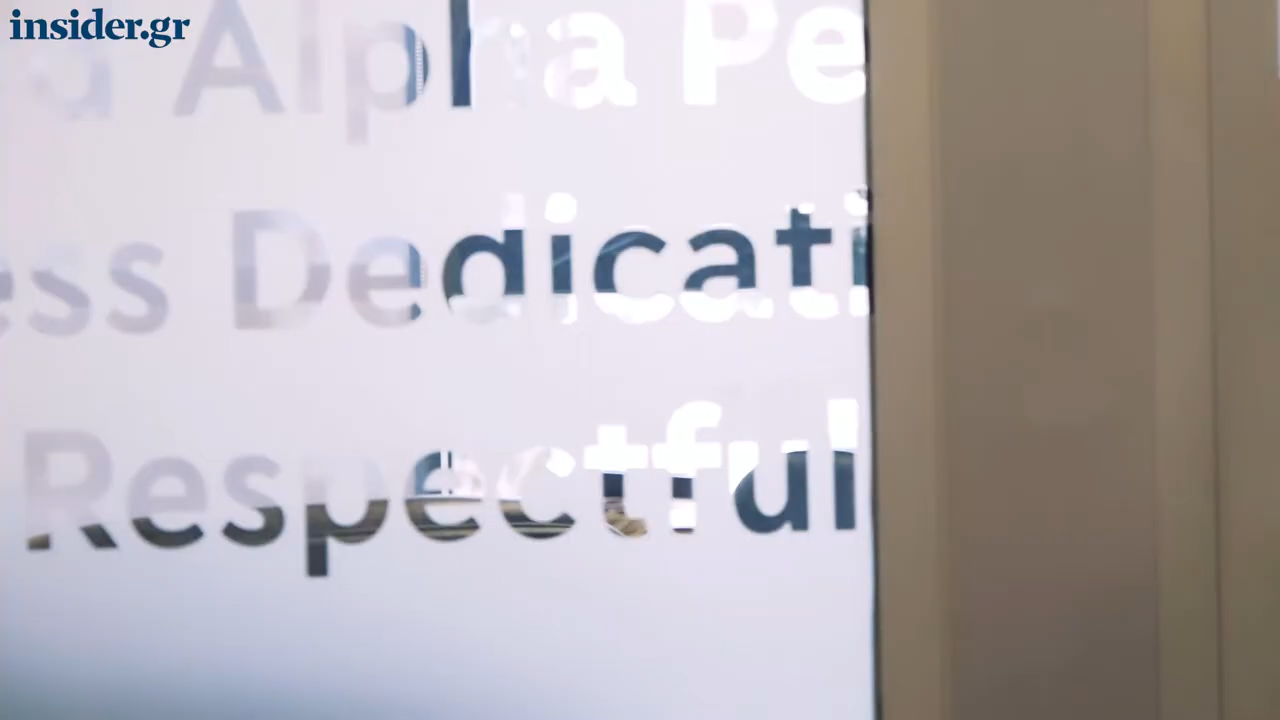 insider.gr
Alpha Pe
ess Dedicati
Respectful